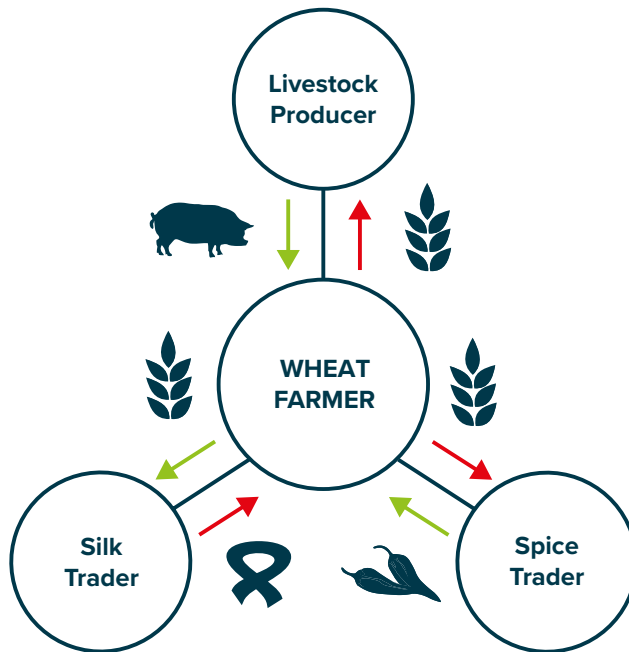 Livestock
Producer
WHEAT
FARMER
Silk
Trader
Spice
Trader